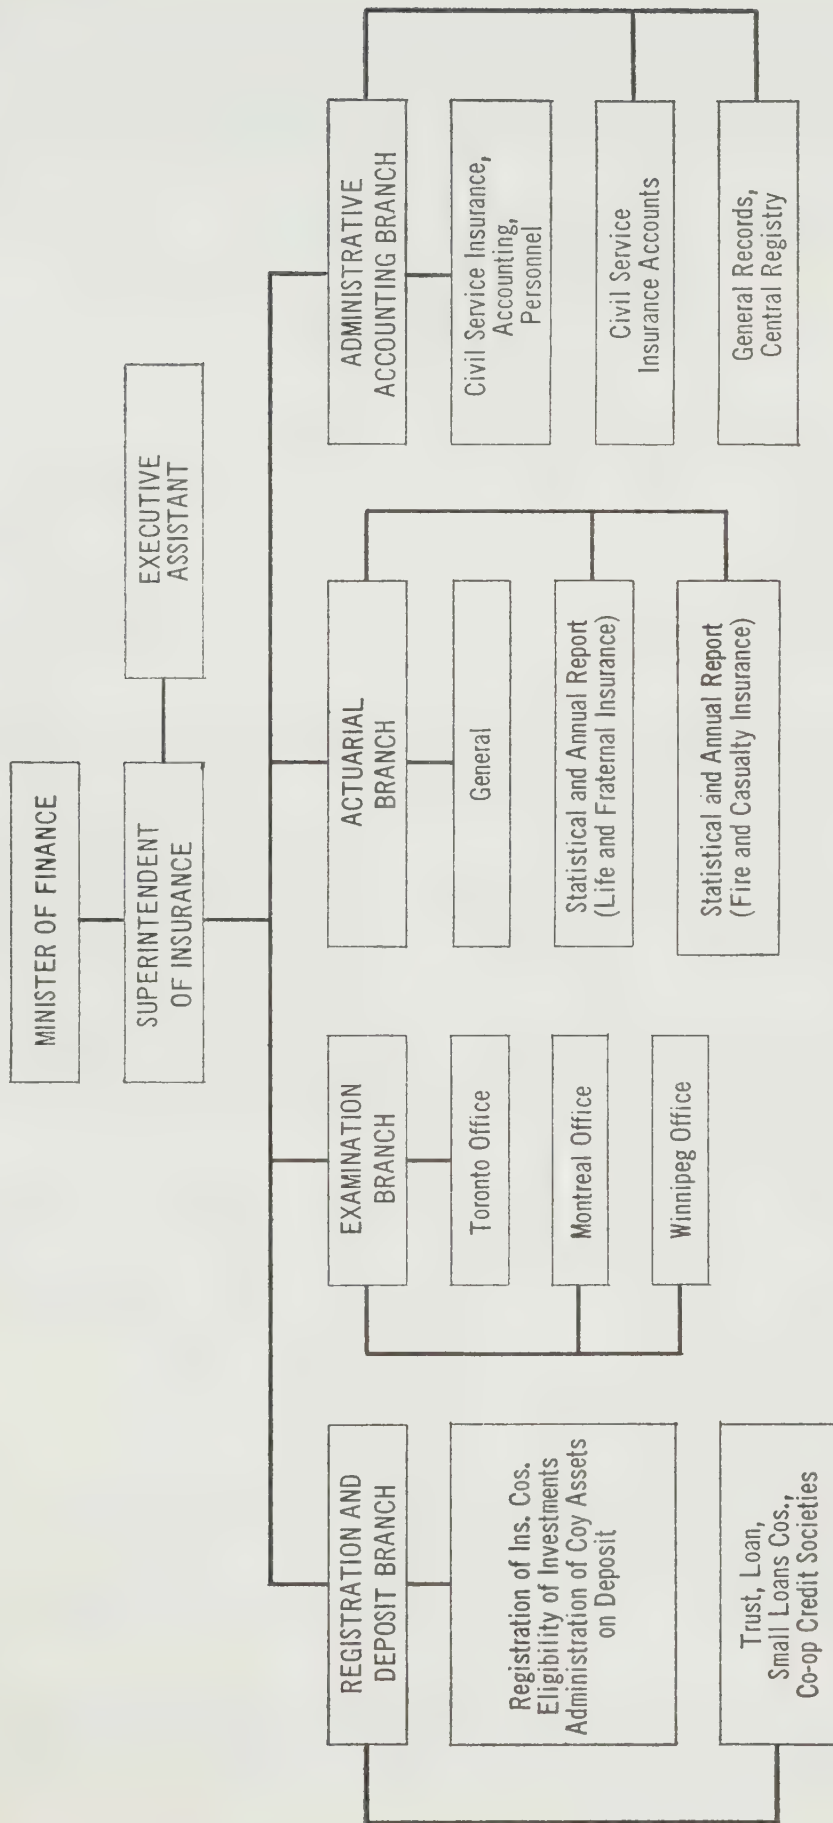 MINISTER OF FINANCE
SUPERINTENDENT
OF INSURANCE
EXECUTIVE
ASSISTANT
REGISTRATION AND
DEPOSIT BRANCH
Registration of Ins. Cos.
Eligibility of Investments
Administration of Coy Assets
on Deposit
Trust, Loan,
Small Loans Cos.,
Co-op Credit Societies
EXAMINATION
BRANCH
Toronto Office
Montreal Office
Winnipeg Office
ACTUARIAL
BRANCH
General
Statistical and Annual Report
(Life and Fraternal Insurance)
Statistical and Annual Report
(Fire and Casualty Insurance)
ADMINISTRATIVE
ACCOUNTING BRANCH
Civil Service Insurance,
Accounting,
Personnel
Civil Service
Insurance Accounts
General Records,
Central Registry